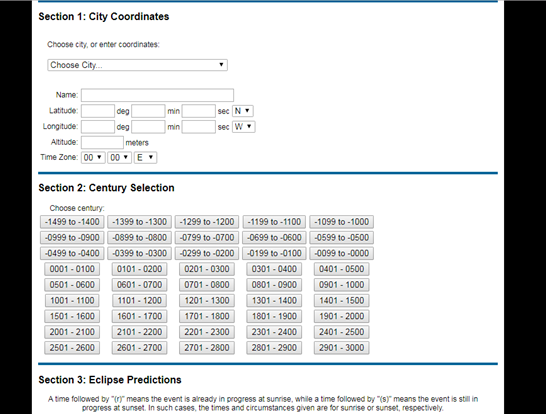 Section 1: City Coordinates
Choose city, or enter coordinates:
Choose City...
Name:
Latitude: deg min sec N
Longitude: deg min sec W
Altitude: meters
Time Zone: 00 00 E
Section 2: Century Selection
Choose century:
-1499 to -1400 -1399 to -1300 -1299 to -1200 -1199 to -1100 -1099 to -1000
-0999 to -0900 -0899 to -0800 -0799 to -0700 -0699 to -0600 -0599 to -0500
-0499 to -0400 -0399 to -0300 -0299 to -0200 -0199 to -0100 -0099 to -0000
0001 - 0100 0101 - 0200 0201 - 0300 0301 - 0400 0401 - 0500
0501 - 0600 0601 - 0700 0701 - 0800 0801 - 0900 0901 - 1000
1001 - 1100 1101 - 1200 1201 - 1300 1301 - 1400 1401 - 1500
1501 - 1600 1601 - 1700 1701 - 1800 1801 - 1900 1901 - 2000
2001 - 2100 2101 - 2200 2201 - 2300 2301 - 2400 2401 - 2500
2501 - 2600 2601 - 2700 2701 - 2800 2801 - 2900 2901 - 3000
Section 3: Eclipse Predictions
A time followed by "(r)" means the event is already in progress at sunrise, while a time followed by "(s)" means the event is still in
progress at sunset. In such cases, the times and circumstances given are for sunrise or sunset, respectively.